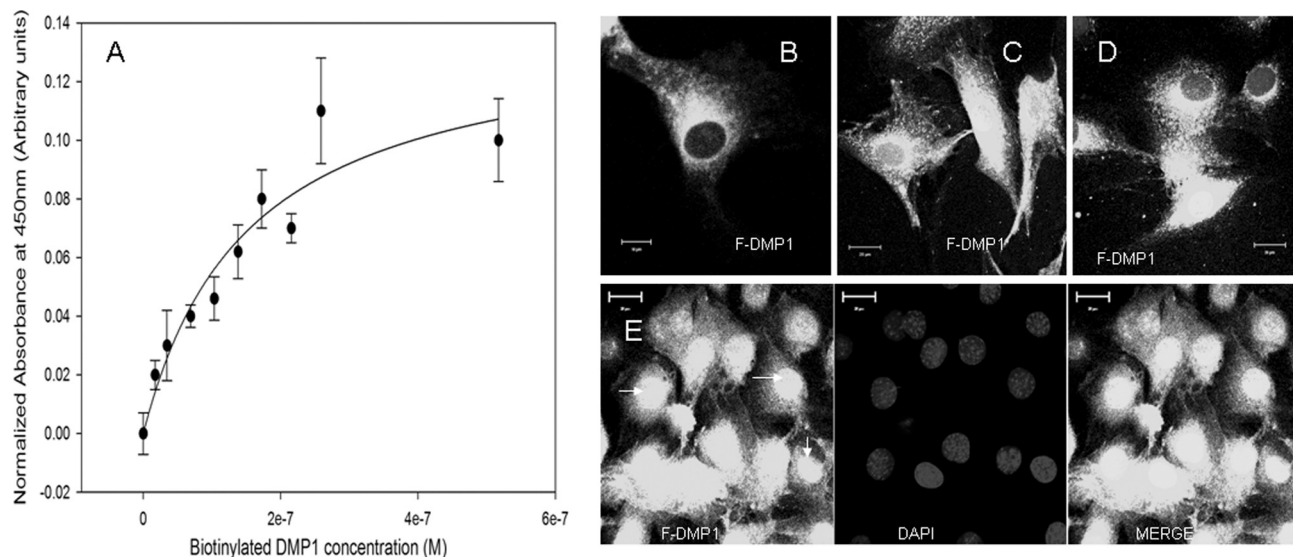 A
0.14
0.12
0.10
0.08
0.06
0.04
0.02
0.00
-0.02
Normalized Absorbance at 450nm (Arbitrary units)
0
2e-7
4e-7
6e-7
Biotinylated DMP1 concentration (M)
B
F-DMP1
C
F-DMP1
D
F-DMP1
E
F-DMP1
DAPI
MERGE